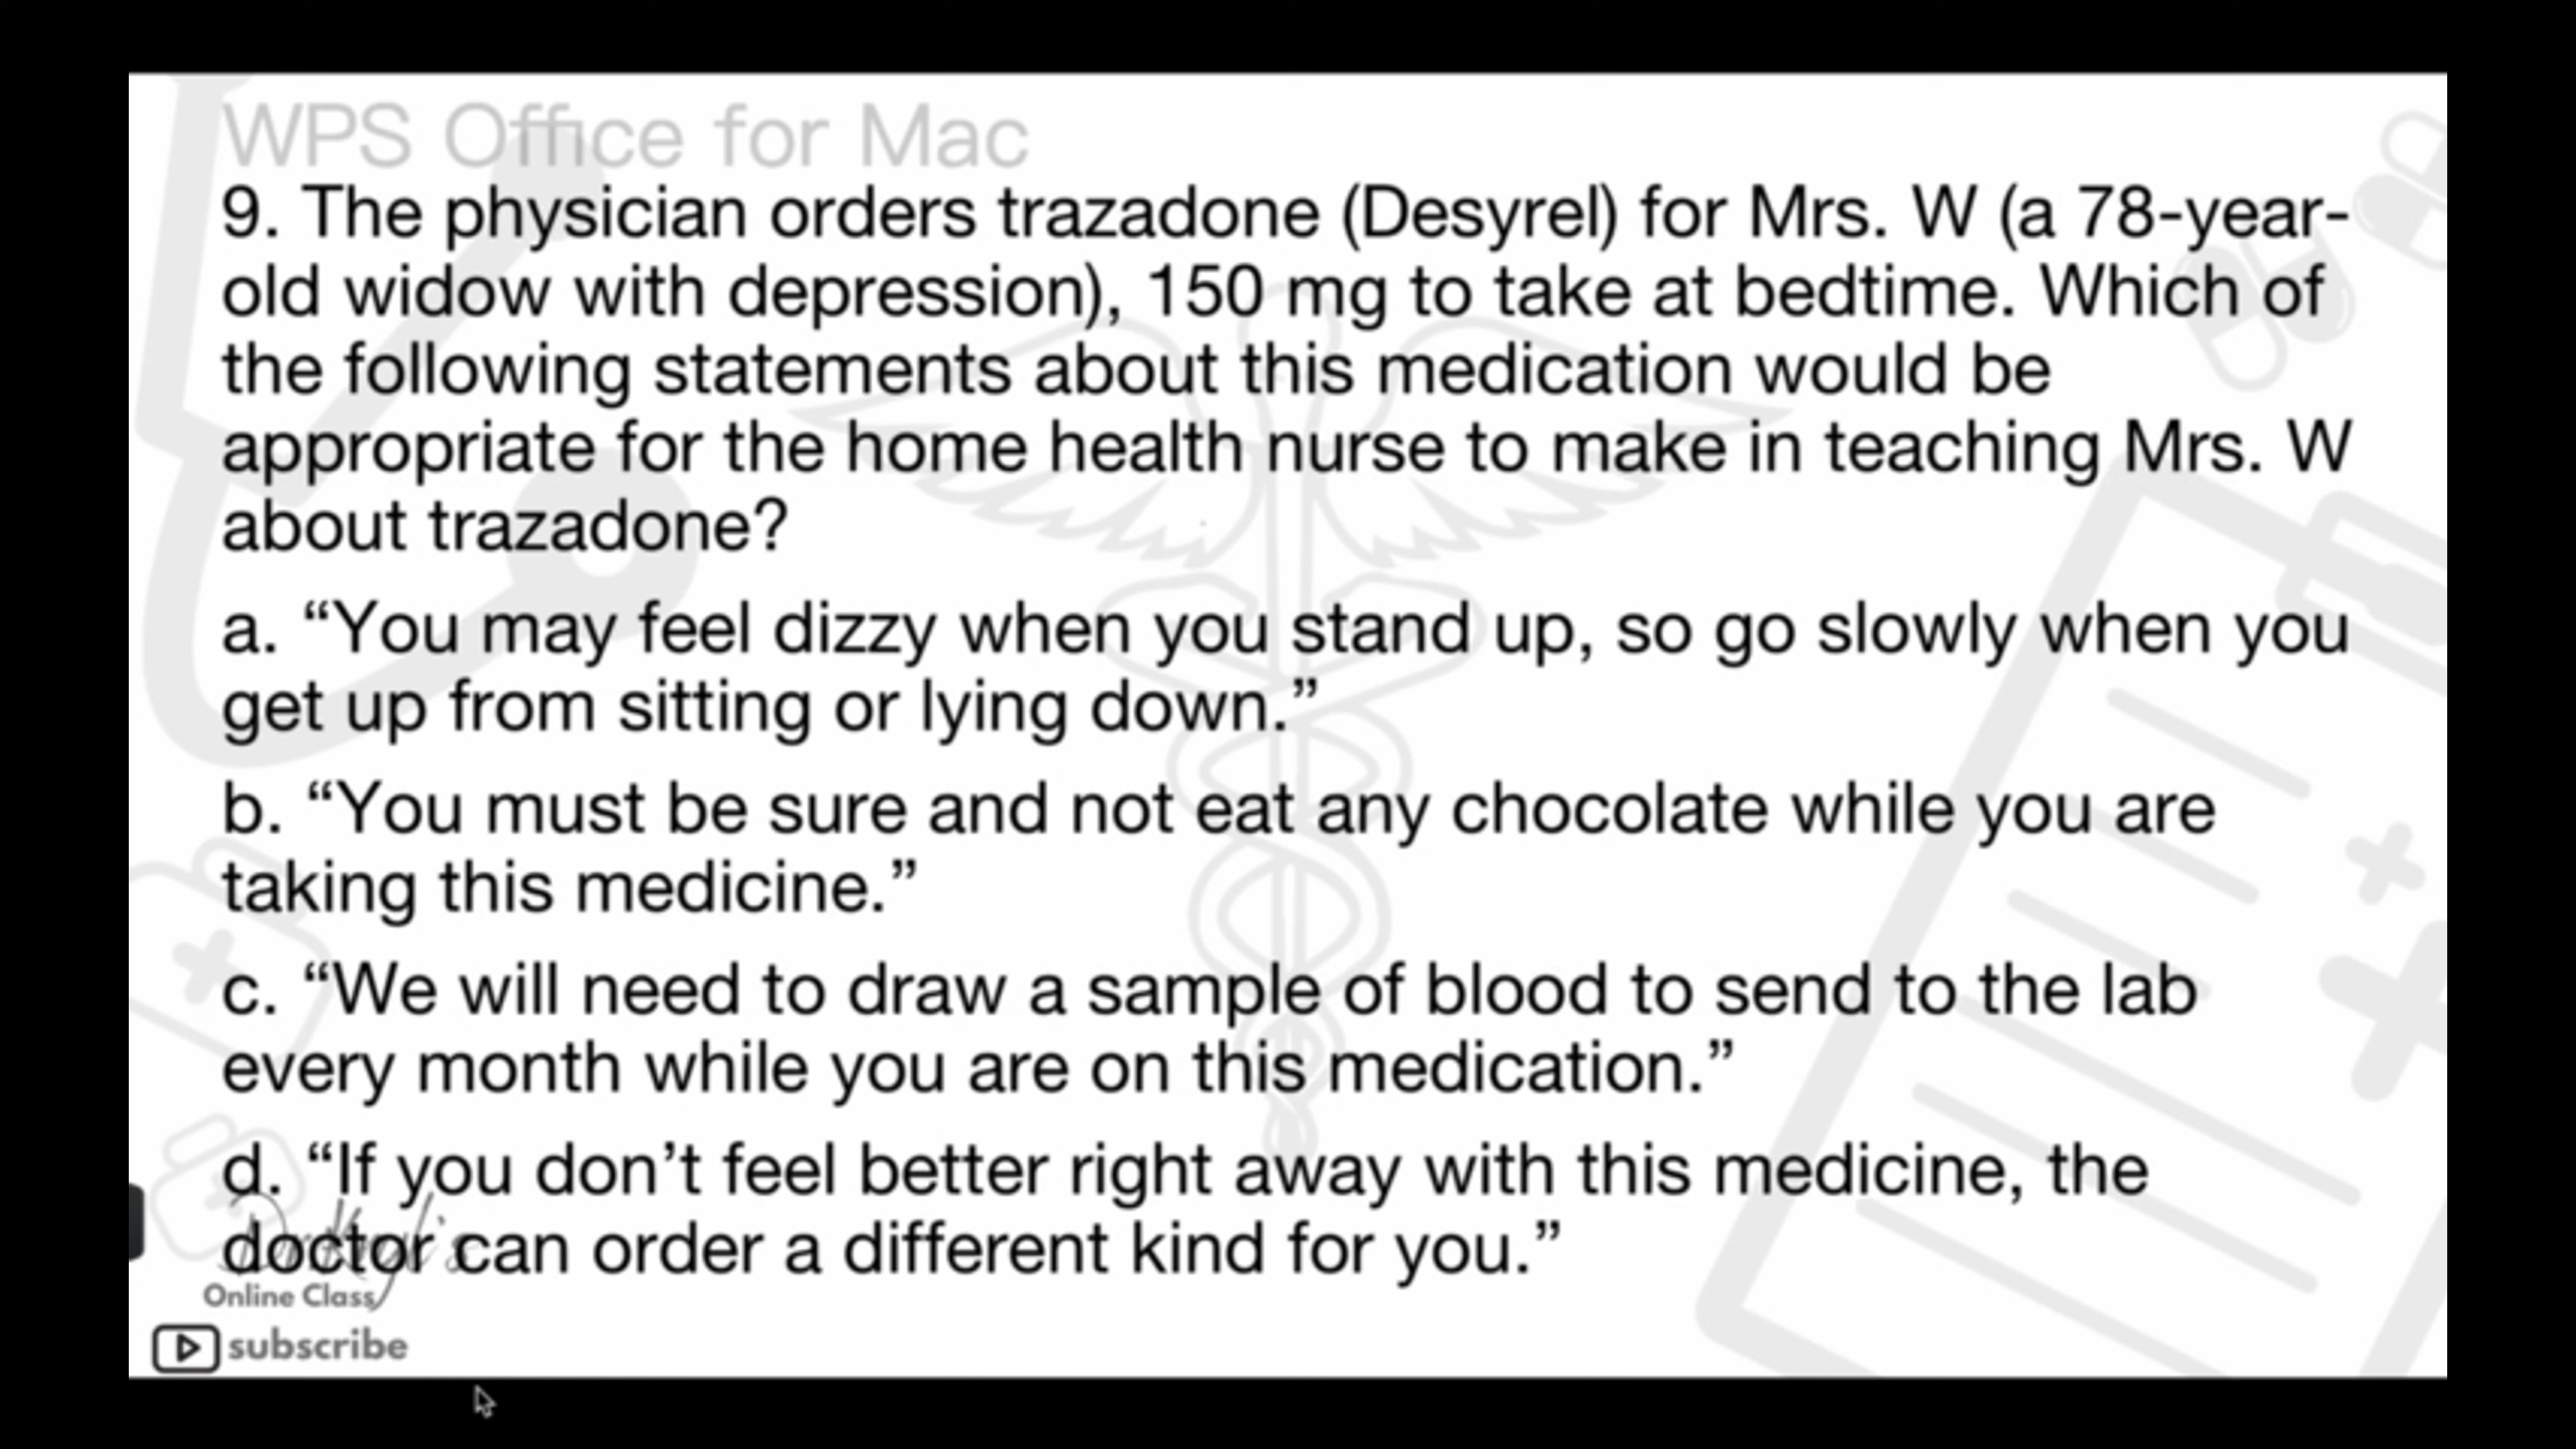 WPS Office for Mac
9. The physician orders trazadone (Desyrel) for Mrs. W (a 78-year-
old widow with depression), 150 mg to take at bedtime. Which of
the following statements about this medication would be
appropriate for the home health nurse to make in teaching Mrs. W
about trazadone?
a. “You may feel dizzy when you stand up, so go slowly when you
get up from sitting or lying down.”
b. “You must be sure and not eat any chocolate while you are
taking this medicine.”
c. “We will need to draw a sample of blood to send to the lab
every month while you are on this medication.”
d. “If you don’t feel better right away with this medicine, the
doctor can order a different kind for you.”
Online Class
subscribe